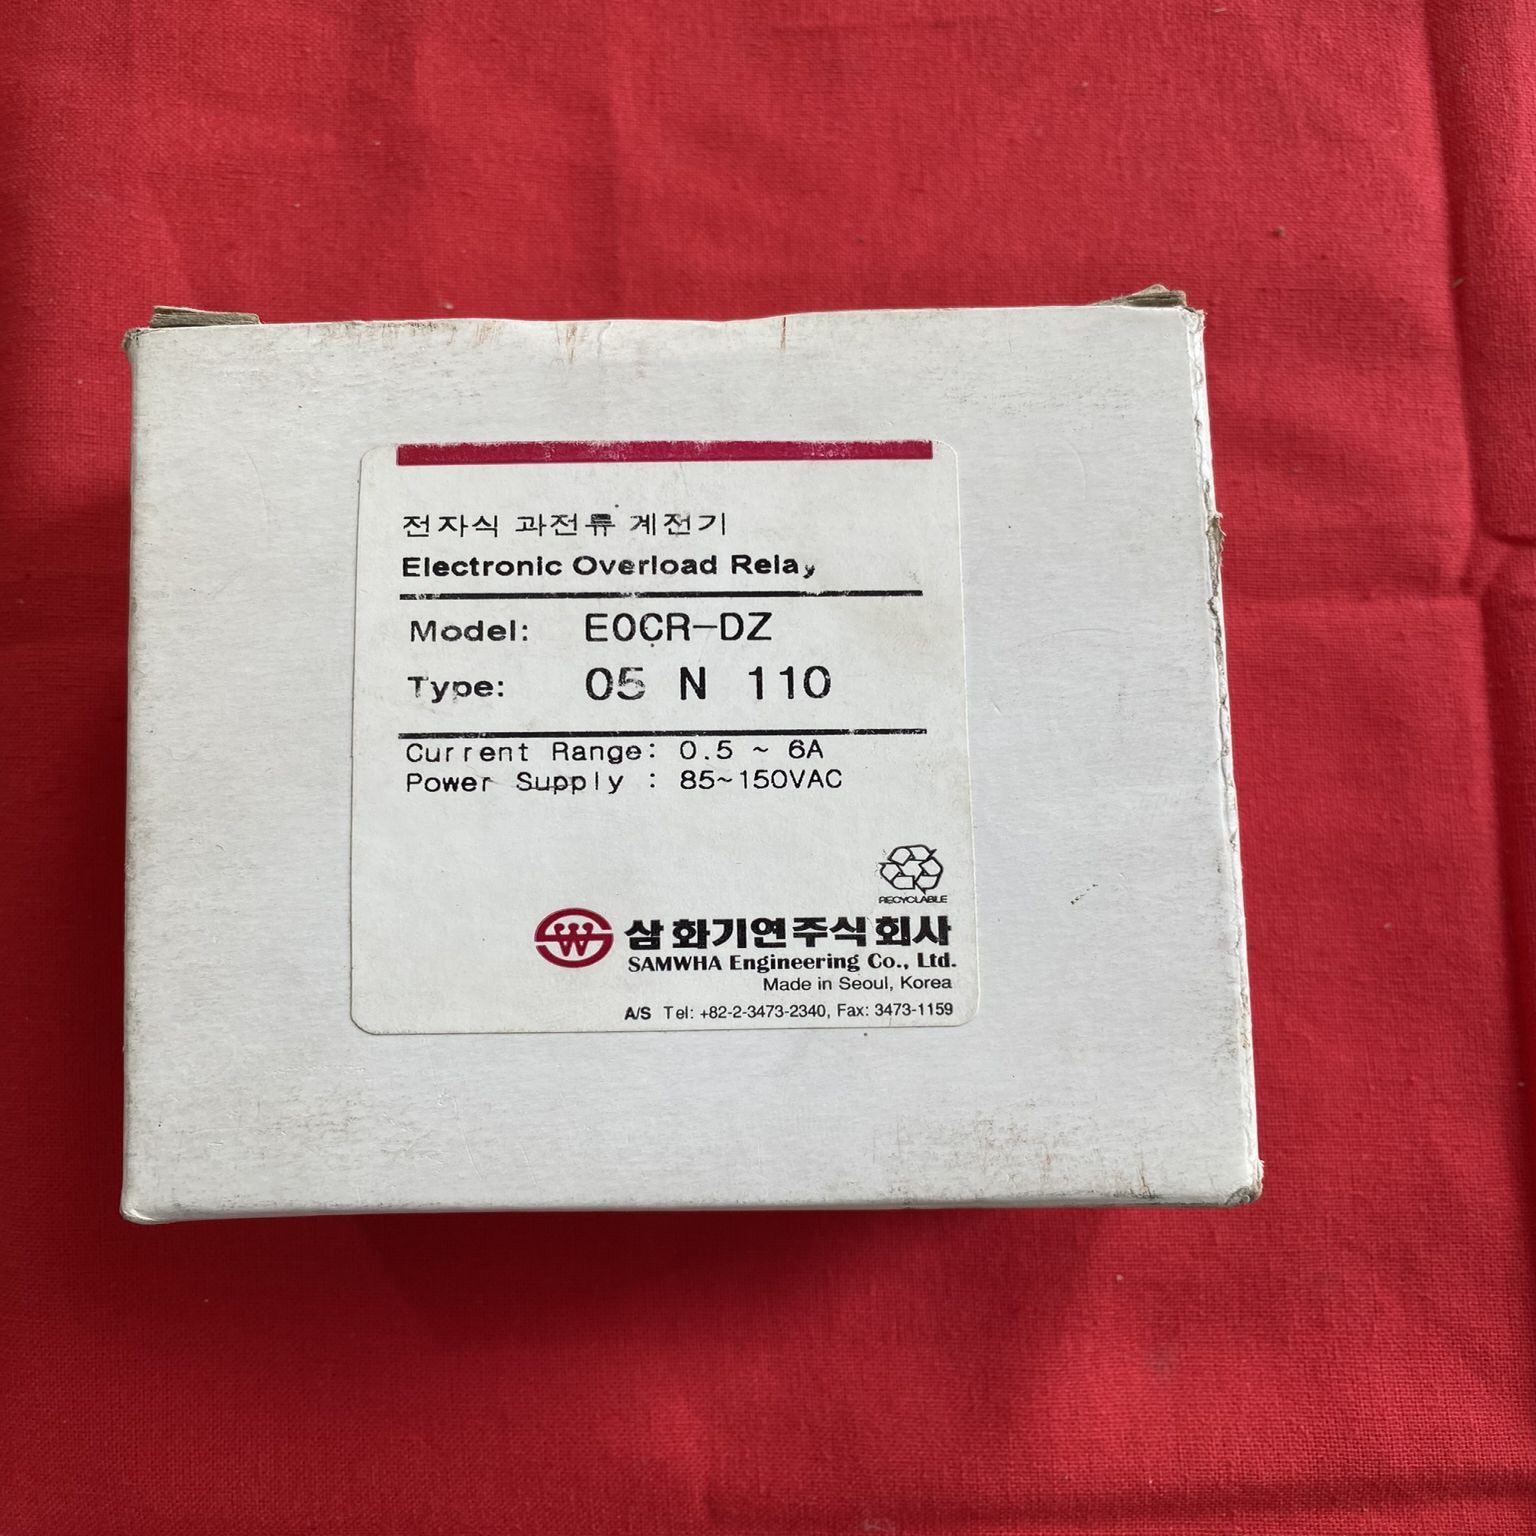 전자식 과전류 계전기
Electronic Overload Relay
Model: EOCR-DZ
Type: 05 N 110
Current Range: 0.5 ~ 6A
Power Supply : 85~150VAC
RECYCLABLE
삼화기연주식회사
SAMWHA Engineering Co., Ltd.
Made in Seoul, Korea
A/S Tel: +82-2-3473-2340, Fax: 3473-1159